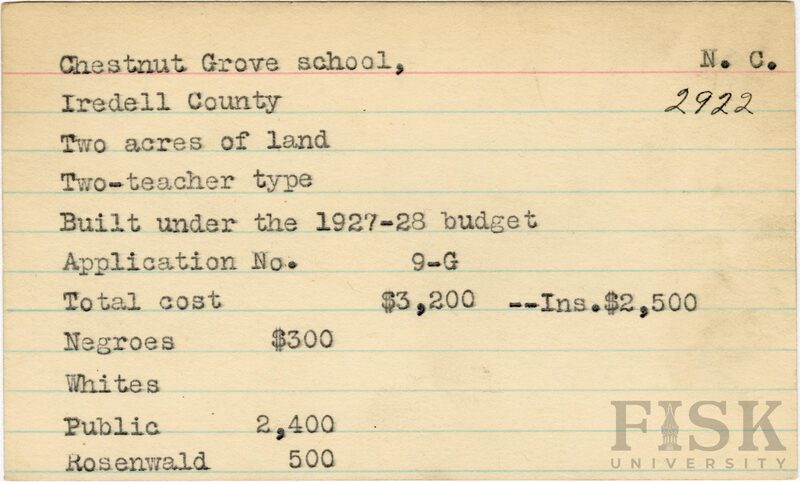 Chestnut Grove school, N. C.
Iredell County 2922
Two acres of land
Two-teacher type
Built under the 1927-28 budget
Application No. 9-G
Total cost $3,200 --Ins.$2,500
Negroes $300
Whites
Public 2,400
Rosenwald 500
FISK
UNIVERSITY